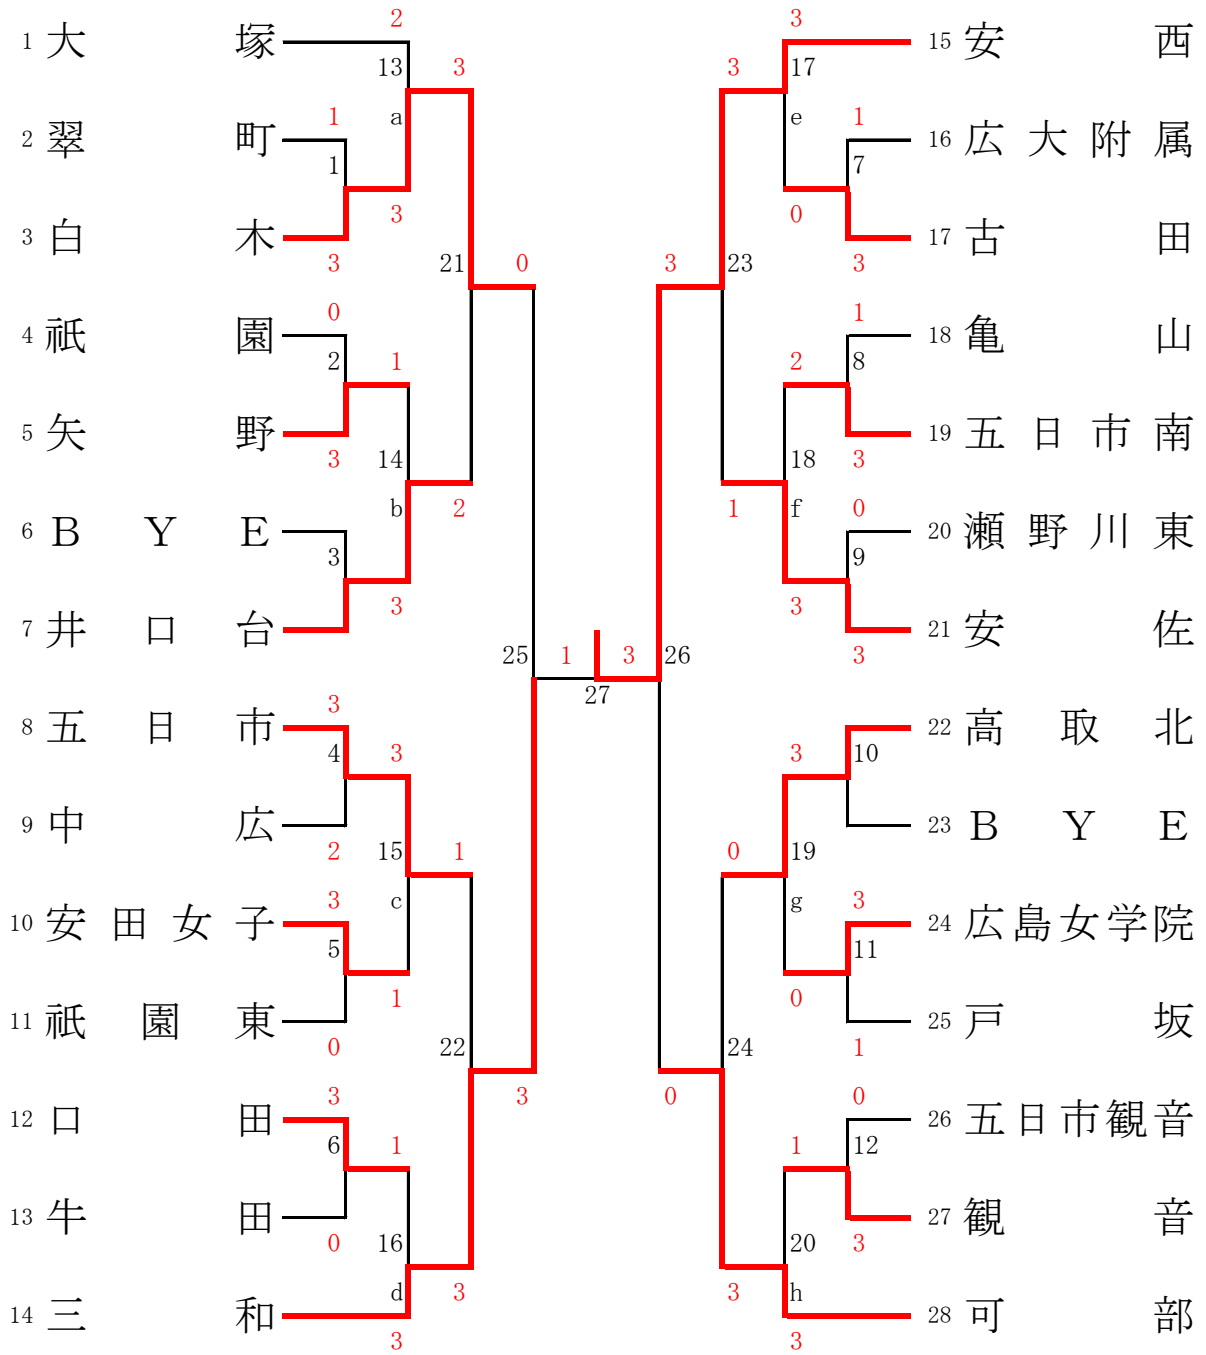 2 3
1 大塚 15 安西
13 3 3 17
a 1 e 1
2 翠町 16 広大附属
1 7
3 0
3 白木 17 古田
3 21 0 3 23 3
0 1
4 祇園 18 亀山
2 1 2 8
5 矢野 19 五日市南
3 14 18 3
b 2 1 f 0
6 BYE 20 瀬野川東
3 9
3 3
7 井口台 21 安佐
25 1 3 26 3
27
3
8 五日市 22 高取北
4 3 3 10
9 中広 23 BYE
2 15 1 0 19
3 c g 3
10 安田女子 24 広島女学院
5 11
1 0
11 祇園東 25 戸坂
0 22 24 1
3 3 0 0
12 口田 26 五日市観音
6 1 1 12
13 牛田 27 観音
0 16 20 3
d 3 3 h
14 三和 28 可部
3 3